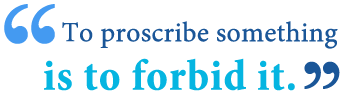 “To proscribe something
is to forbid it.”